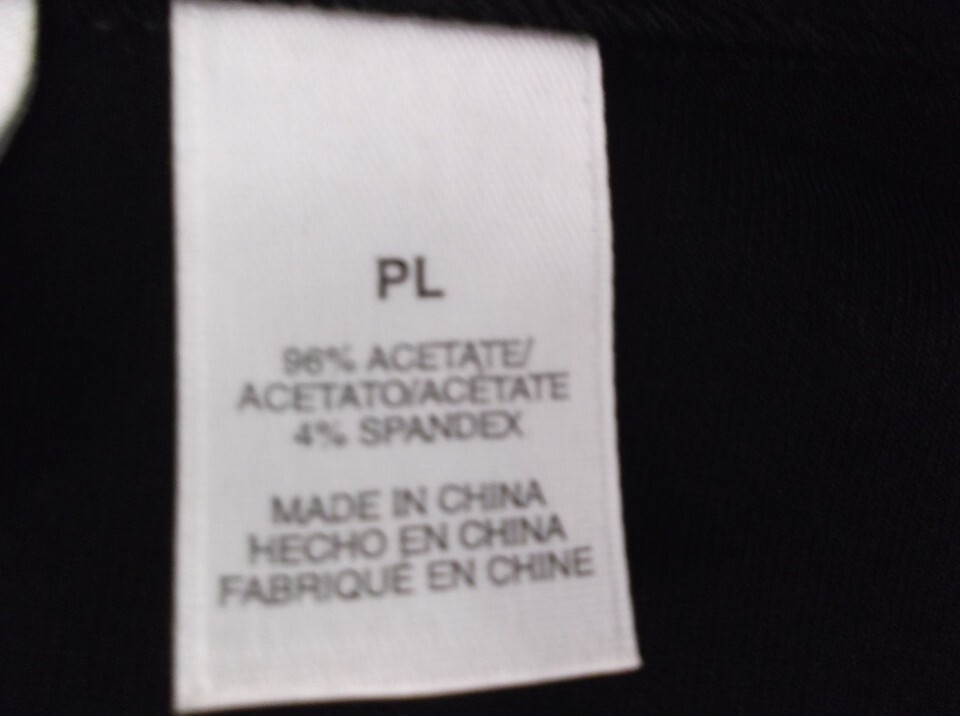 PL
96% ACETATE/
ACETATO/ACÉTATE
4% SPANDEX
MADE IN CHINA
HECHO EN CHINA
FABRIQUÉ EN CHINE